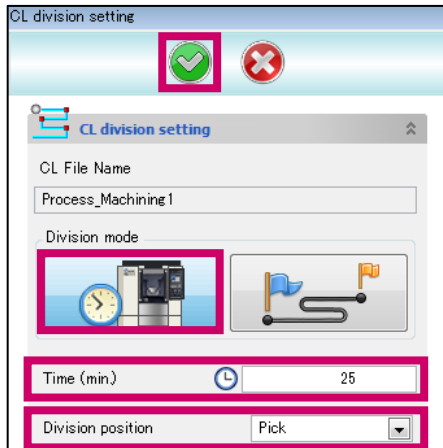 CL division setting
CL division setting
CL File Name
Process_Machining1
Division mode
Time (min.) 25
Division position Pick